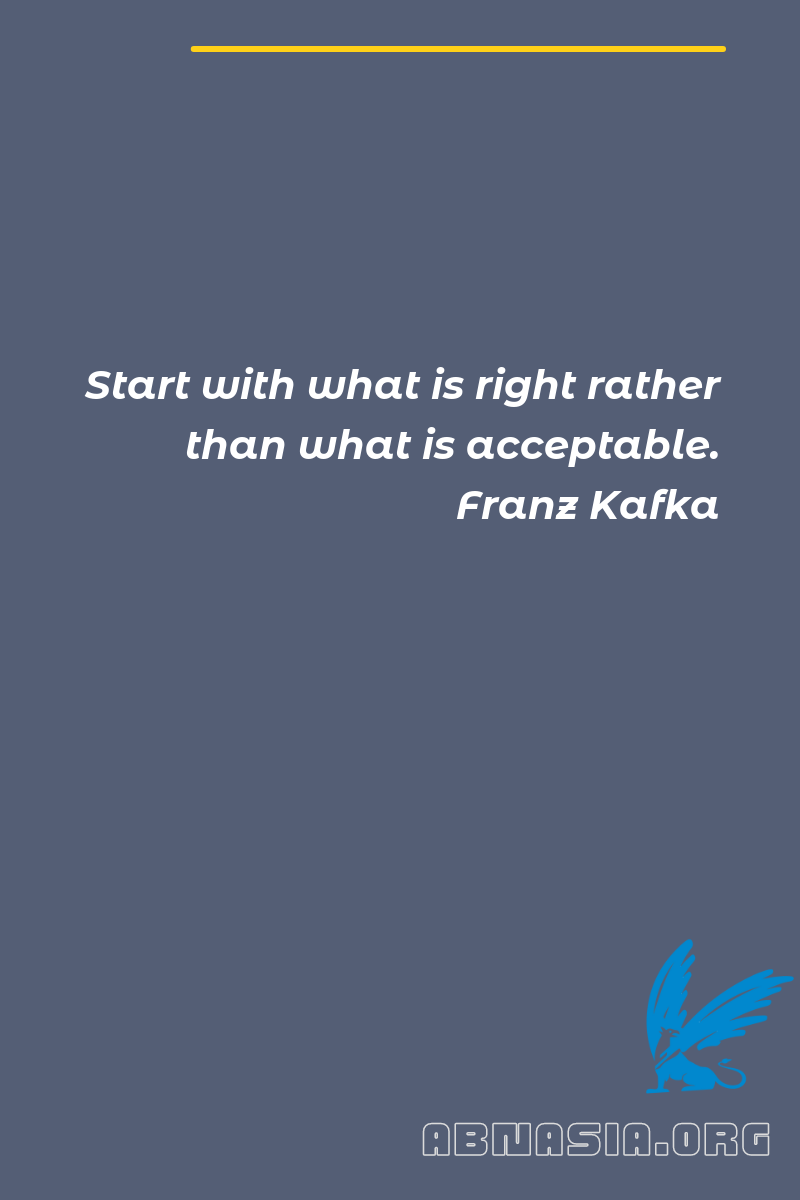 Start with what is right rather
than what is acceptable.
Franz Kafka
ABNASIA.ORG